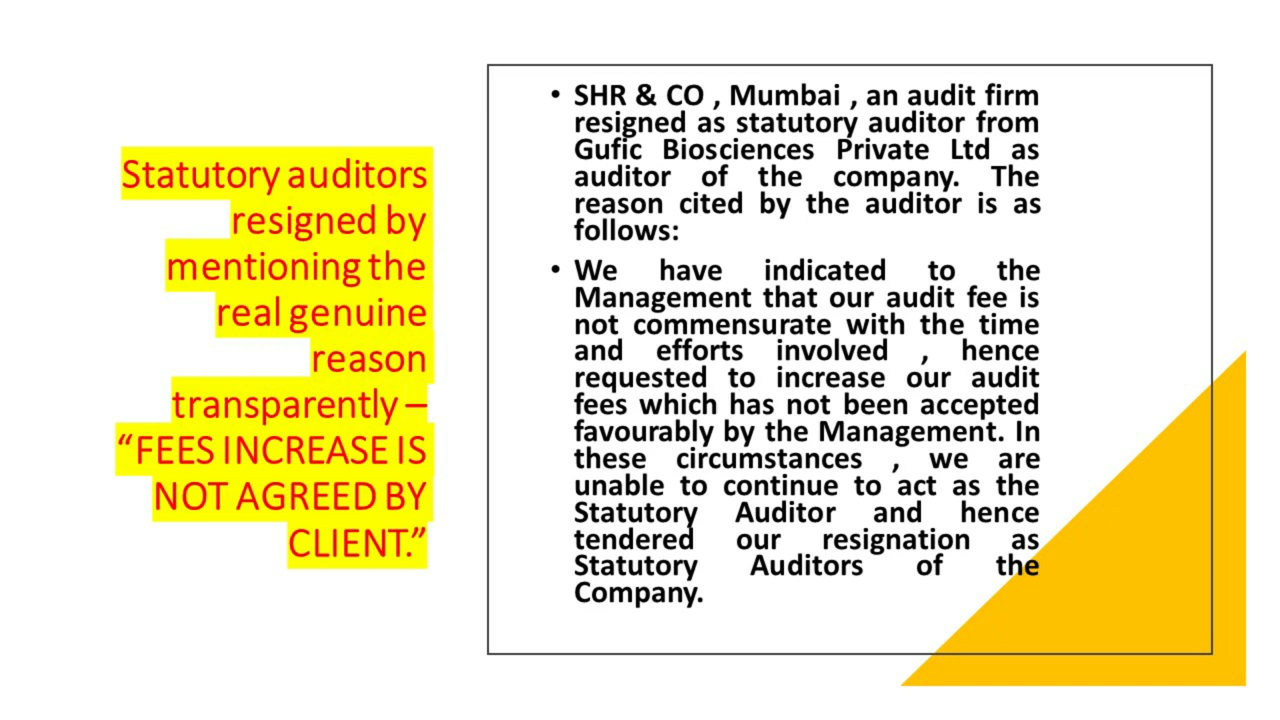 Statutory auditors
resigned by
mentioning the
real genuine
reason
transparently –
“FEES INCREASE IS
NOT AGREED BY
CLIENT.”
• SHR & CO , Mumbai , an audit firm
resigned as statutory auditor from
Gufic Biosciences Private Ltd as
auditor of the company. The
reason cited by the auditor is as
follows:
• We have indicated to the
Management that our audit fee is
not commensurate with the time
and efforts involved , hence
requested to increase our audit
fees which has not been accepted
favourably by the Management. In
these circumstances , we are
unable to continue to act as the
Statutory Auditor and hence
tendered our resignation as
Statutory Auditors of the
Company.